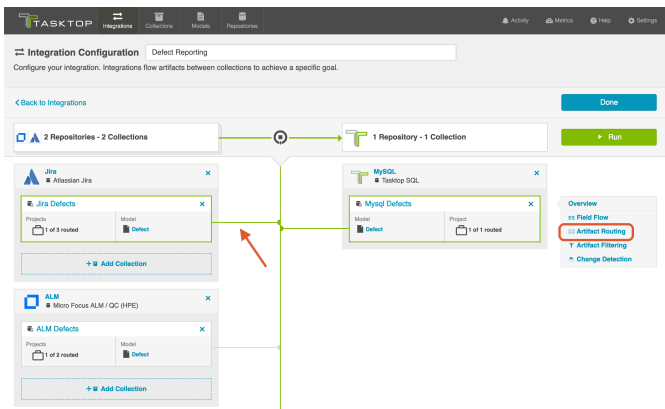 TASKTOP
Integrations
Collections
Models
Repositories
Activity
Metrics
Help
Settings
Integration Configuration
Defect Reporting
Configure your integration. Integrations flow artifacts between collections to achieve a specific goal.
Back to Integrations
Done
2 Repositories - 2 Collections
1 Repository - 1 Collection
Run
Jira
Atlassian Jira
Jira Defects
Projects
Model
1 of 3 routed
Defect
+ Add Collection
MySQL
Tasktop SQL
Mysql Defects
Model
Project
Defect
1 of 1 routed
Overview
Field Flow
Artifact Routing
Artifact Filtering
Change Detection
ALM
Micro Focus ALM / QC (HPE)
ALM Defects
Projects
Model
1 of 2 routed
Defect
+ Add Collection